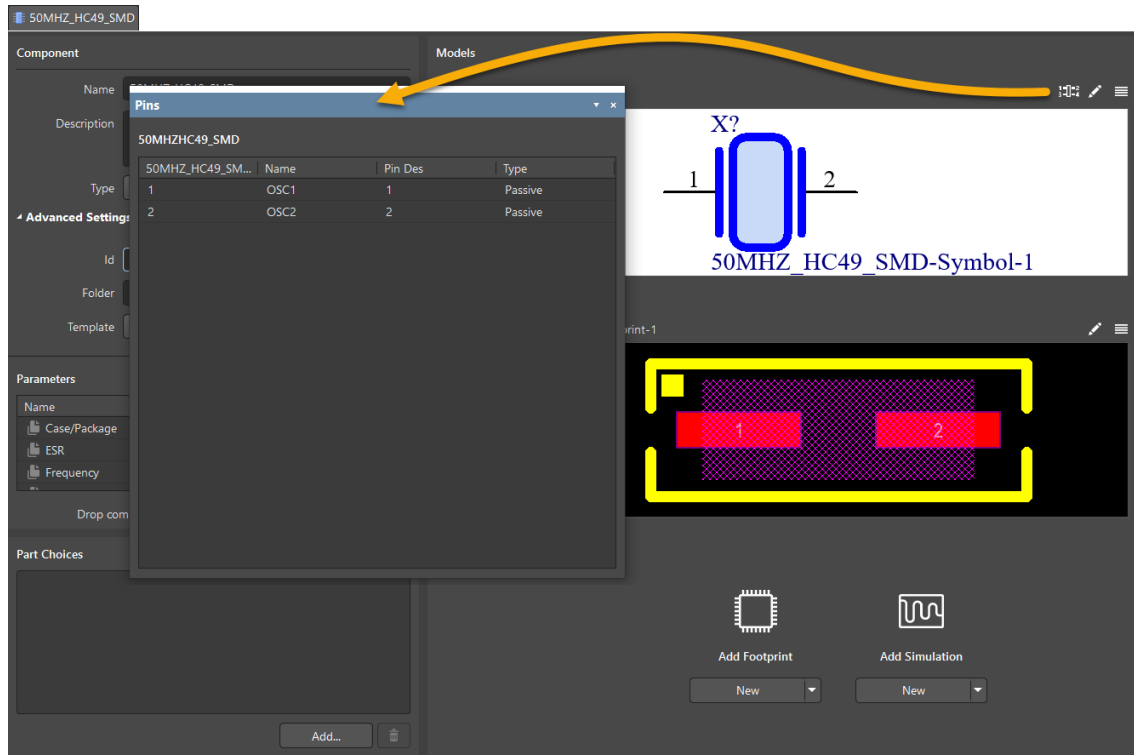 50MHZ_HC49_SMD
Component
Name
Description
Type
Advanced Settings
Id
Folder
Template
Parameters
Name
Case/Package
ESR
Frequency
Drop com
Part Choices
Add...
Pins
50MHZHC49_SMD
50MHZ_HC49_SM... Name Pin Des Type
1 OSC1 1 Passive
2 OSC2 2 Passive
Models
X?
1 2
50MHZ_HC49_SMD-Symbol-1
print-1
1 2
Add Footprint Add Simulation
New New